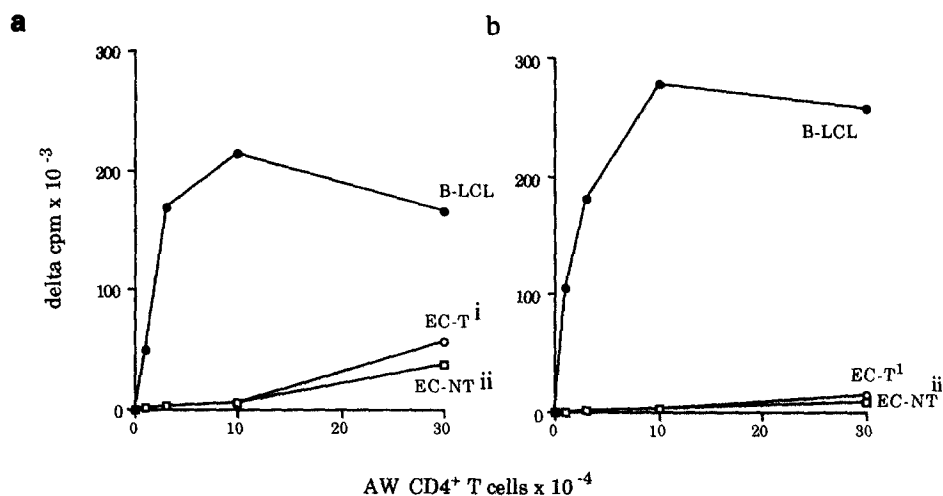 a
300
200
100
0
delta cpm x 10 -3
B-LCL
EC-T i
EC-NT ii
0 10 20 30
b
300
200
100
0
B-LCL
EC-T1
EC-NT ii
0 10 20 30
AW CD4+ T cells x 10 -4